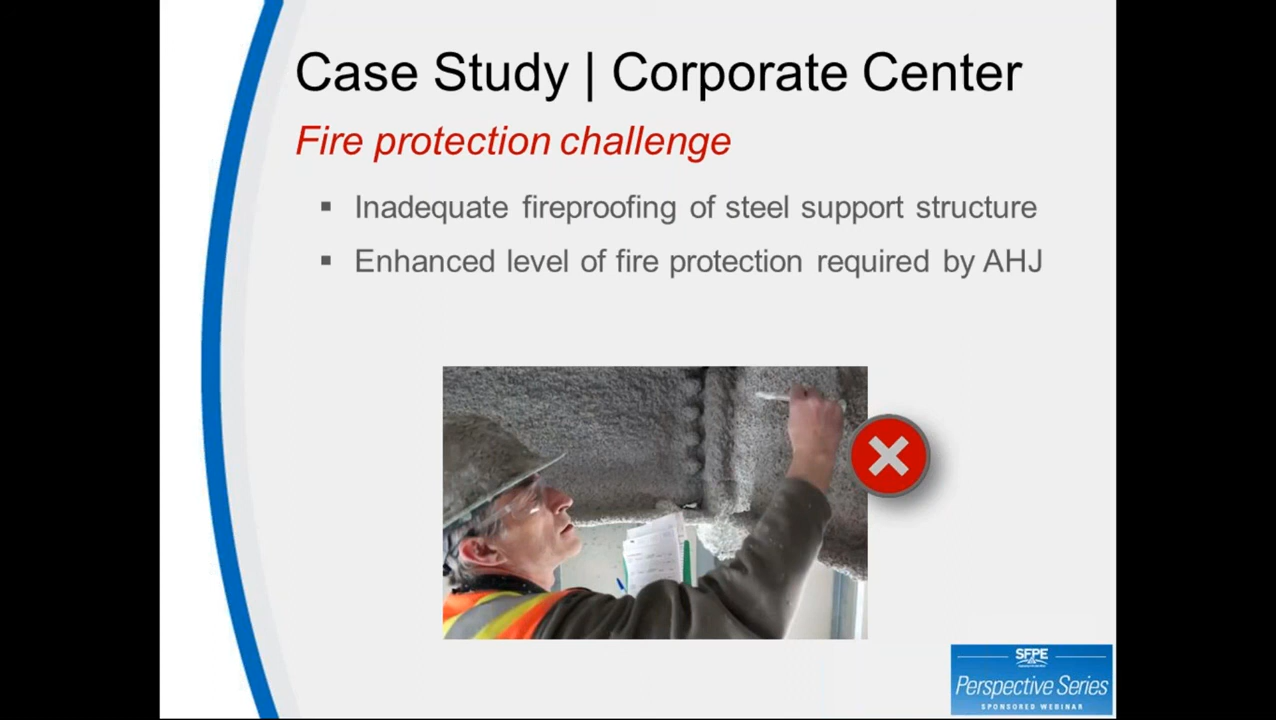 Case Study | Corporate Center
Fire protection challenge
▪ Inadequate fireproofing of steel support structure
▪ Enhanced level of fire protection required by AHJ
SFPE
Perspective Series
SPONSORED WEBINAR